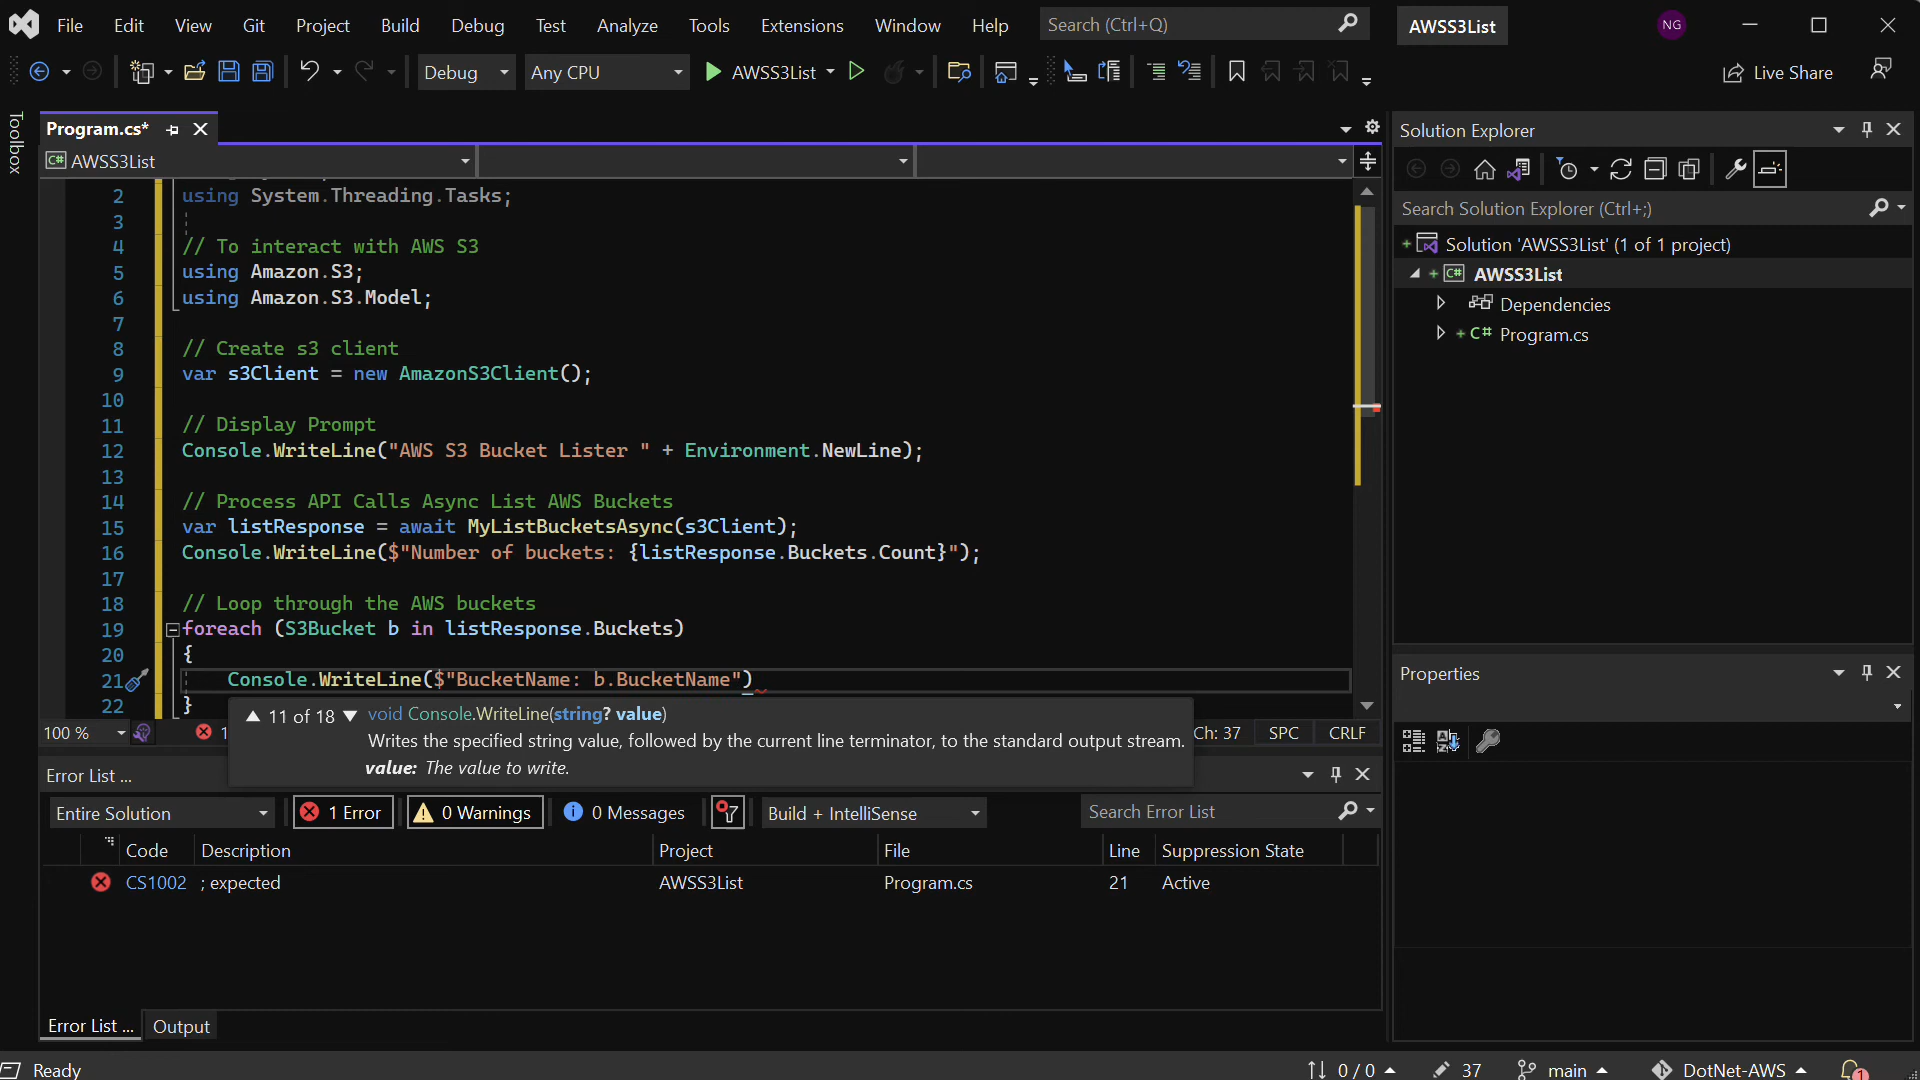 File Edit View Git Project Build Debug Test Analyze Tools Extensions Window Help Search (Ctrl+Q) AWSS3List NG
Debug Any CPU AWSS3List Live Share
Toolbox
Program.cs*
AWSS3List
2 using System.Threading.Tasks;
3
4 // To interact with AWS S3
5 using Amazon.S3;
6 using Amazon.S3.Model;
7
8 // Create s3 client
9 var s3Client = new AmazonS3Client();
10
11 // Display Prompt
12 Console.WriteLine("AWS S3 Bucket Lister " + Environment.NewLine);
13
14 // Process API Calls Async List AWS Buckets
15 var listResponse = await MyListBucketsAsync(s3Client);
16 Console.WriteLine($"Number of buckets: {listResponse.Buckets.Count}");
17
18 // Loop through the AWS buckets
19 foreach (S3Bucket b in listResponse.Buckets)
20 {
21 Console.WriteLine($"BucketName: b.BucketName")
22 }
11 of 18 void Console.WriteLine(string? value)
Writes the specified string value, followed by the current line terminator, to the standard output stream.
value: The value to write.
100 % 1 Ch: 37 SPC CRLF
Error List ...
Entire Solution 1 Error 0 Warnings 0 Messages Build + IntelliSense Search Error List
Code Description Project File Line Suppression State
CS1002 ; expected AWSS3List Program.cs 21 Active
Error List ... Output
Solution Explorer
Search Solution Explorer (Ctrl+;)
Solution 'AWSS3List' (1 of 1 project)
C# AWSS3List
Dependencies
C# Program.cs
Properties
Ready 0 / 0 37 main DotNet-AWS 1